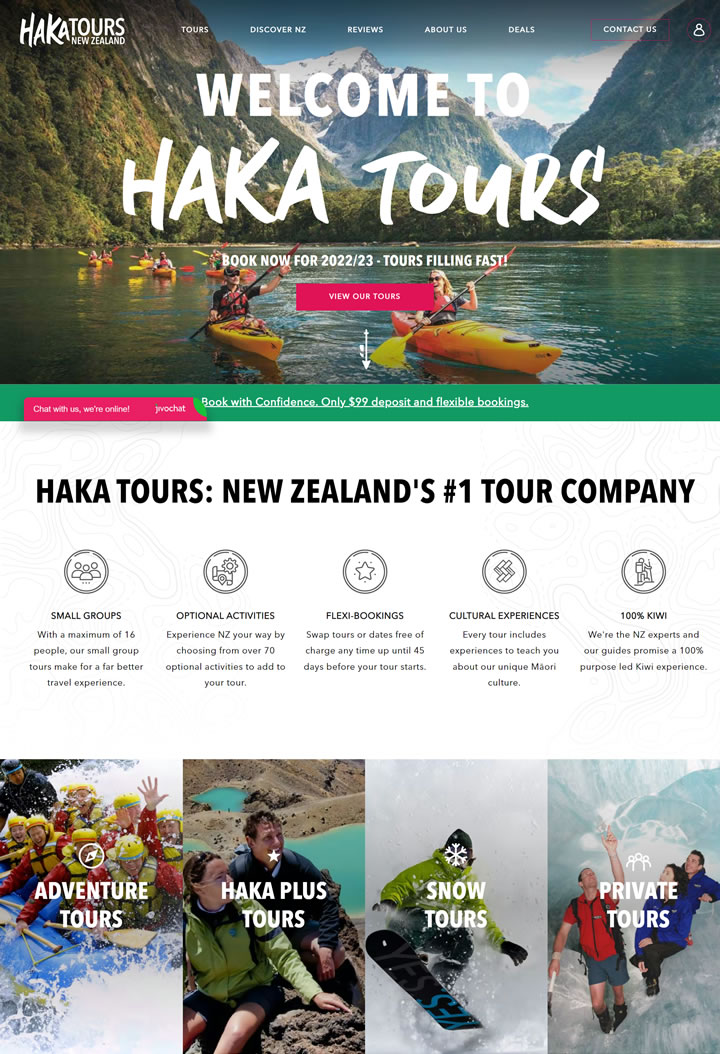 HAKATOURS
NEW ZEALAND
TOURS
DISCOVER NZ
REVIEWS
ABOUT US
DEALS
CONTACT US
WELCOME TO
HAKA TOURS
BOOK NOW FOR 2022/23 - TOURS FILLING FAST!
VIEW OUR TOURS
Book with Confidence. Only $99 deposit and flexible bookings.
Chat with us, we're online!
jivochat
HAKA TOURS: NEW ZEALAND'S #1 TOUR COMPANY
SMALL GROUPS
With a maximum of 16
people, our small group
tours make for a far better
travel experience.
OPTIONAL ACTIVITIES
Experience NZ your way by
choosing from over 70
optional activities to add to
your tour.
FLEXI-BOOKINGS
Swap tours or dates free of
charge any time up until 45
days before your tour starts.
CULTURAL EXPERIENCES
Every tour includes
experiences to teach you
about our unique Māori
culture.
100% KIWI
We're the NZ experts and
our guides promise a 100%
purpose led Kiwi experience.
ADVENTURE
TOURS
HAKA PLUS
TOURS
SNOW
TOURS
PRIVATE
TOURS
YES
YES